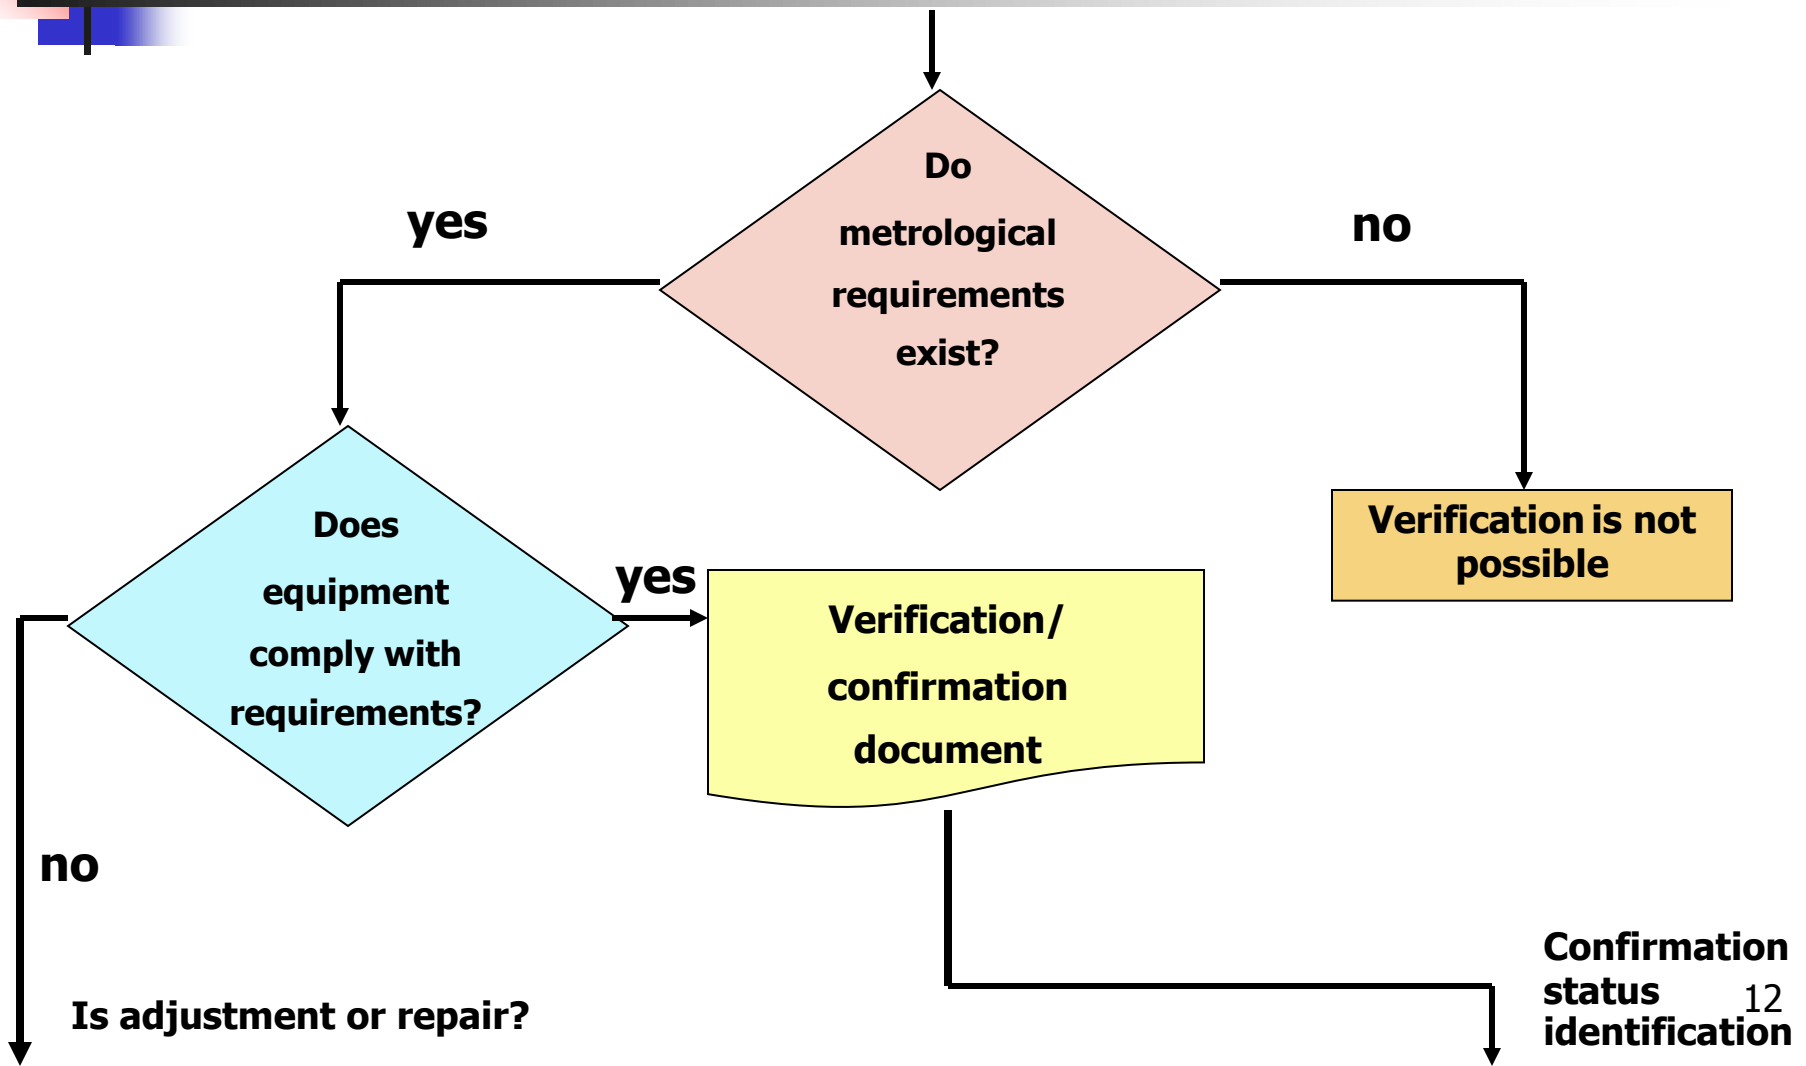 Do
metrological
requirements
exist?
yes
no
Does
equipment
comply with
requirements?
yes
Verification/
confirmation
document
Verification is not
possible
no
Is adjustment or repair?
Confirmation
status
identification
12